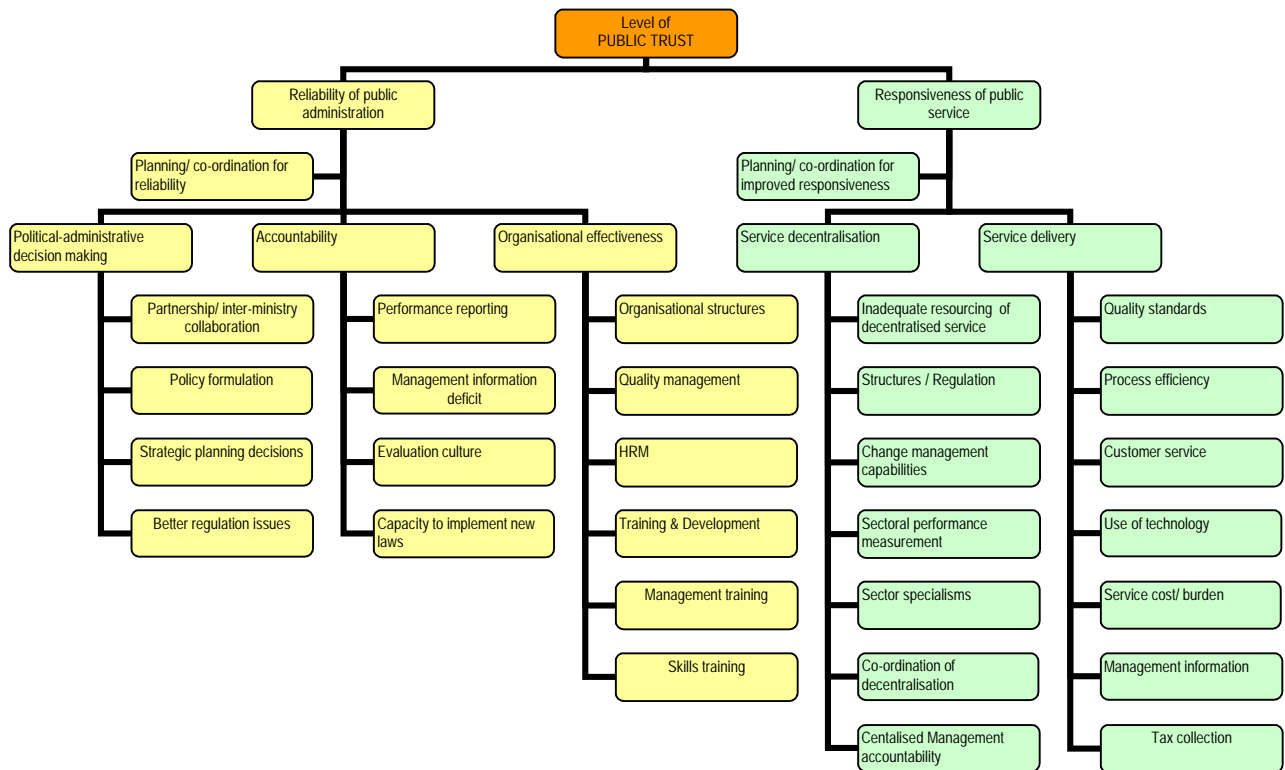 Level of
PUBLIC TRUST
Reliability of public
administration
Responsiveness of public
service
Planning/ co-ordination for
reliability
Planning/ co-ordination for
improved responsiveness
Political-administrative
decision making
Accountability
Organisational effectiveness
Service decentralisation
Service delivery
Partnership/ inter-ministry
collaboration
Policy formulation
Strategic planning decisions
Better regulation issues
Performance reporting
Management information
deficit
Evaluation culture
Capacity to implement new
laws
Organisational structures
Quality management
HRM
Training & Development
Management training
Skills training
Inadequate resourcing of
decentratised service
Structures / Regulation
Change management
capabilities
Sectoral performance
measurement
Sector specialisms
Co-ordination of
decentralisation
Centalised Management
accountability
Quality standards
Process efficiency
Customer service
Use of technology
Service cost/ burden
Management information
Tax collection